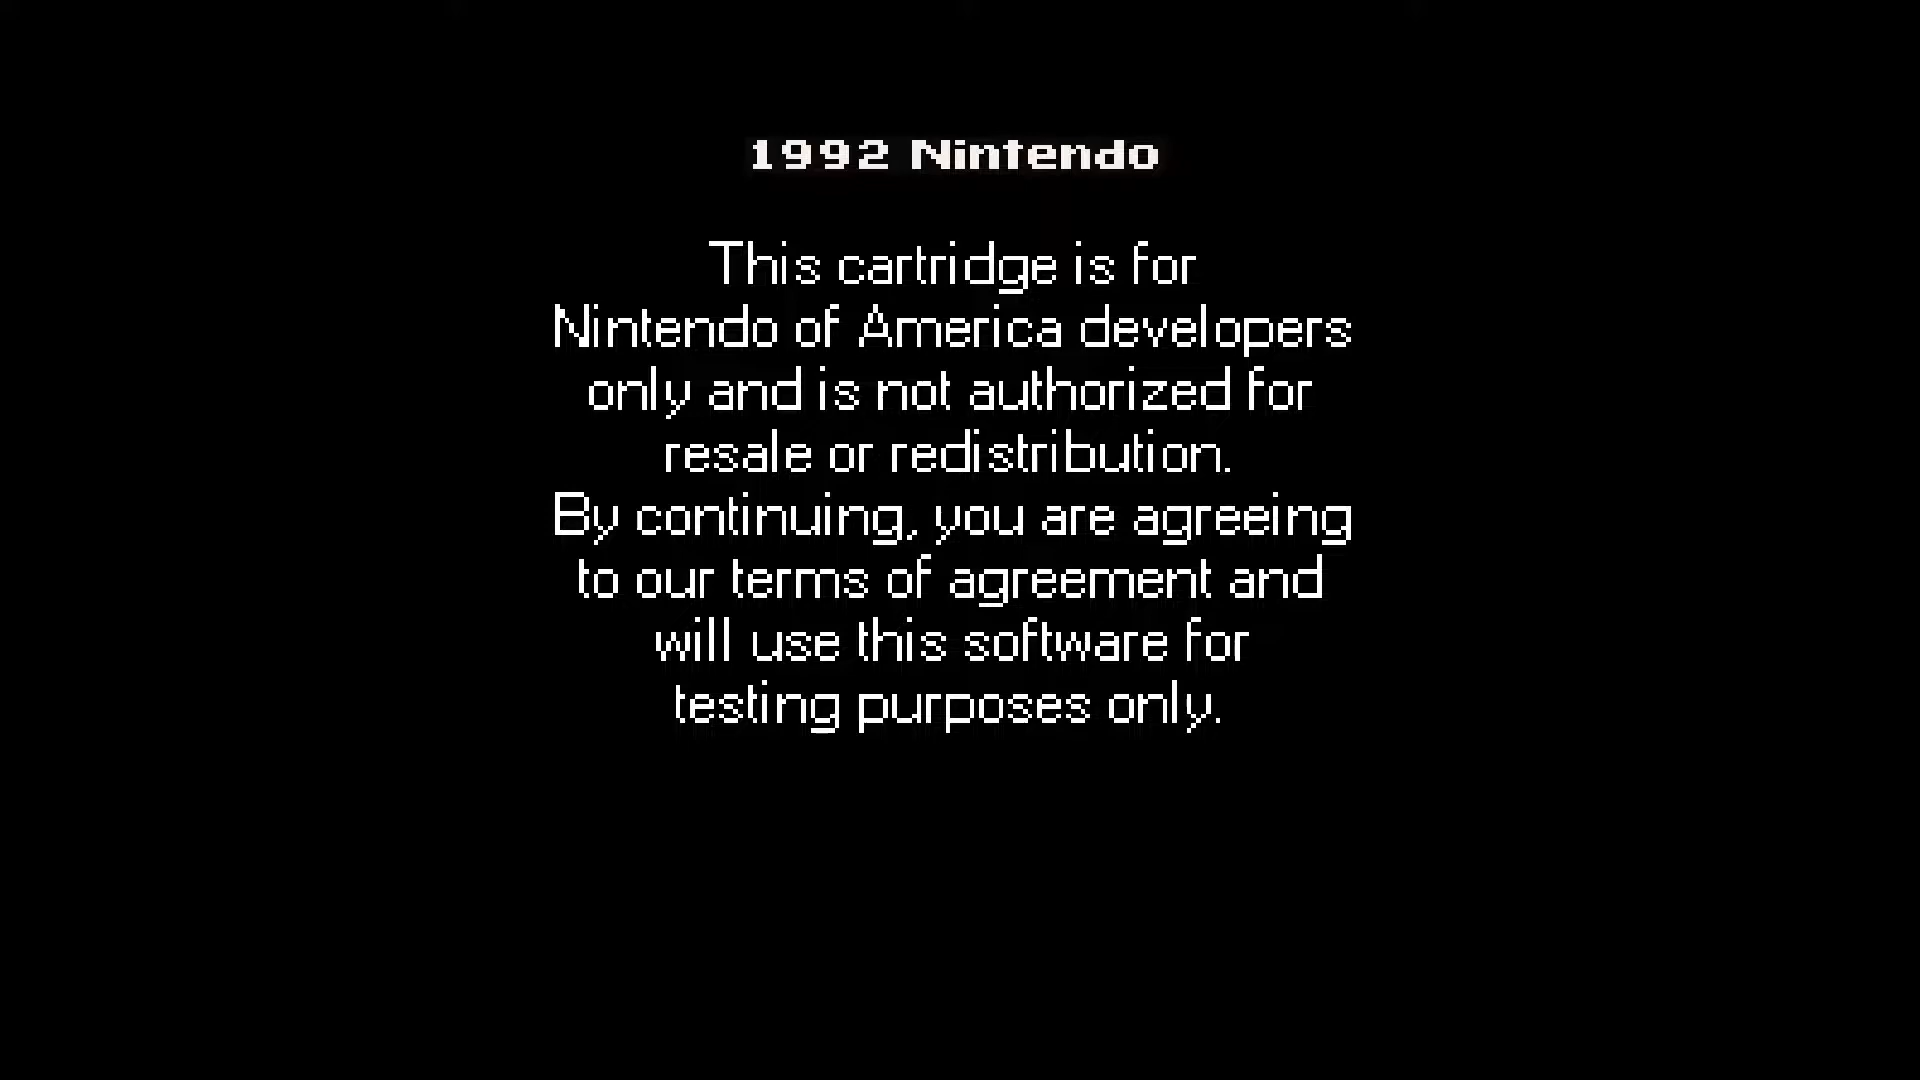 1992 Nintendo
This cartridge is for
Nintendo of America developers
only and is not authorized for
resale or redistribution.
By continuing, you are agreeing
to our terms of agreement and
will use this software for
testing purposes only.